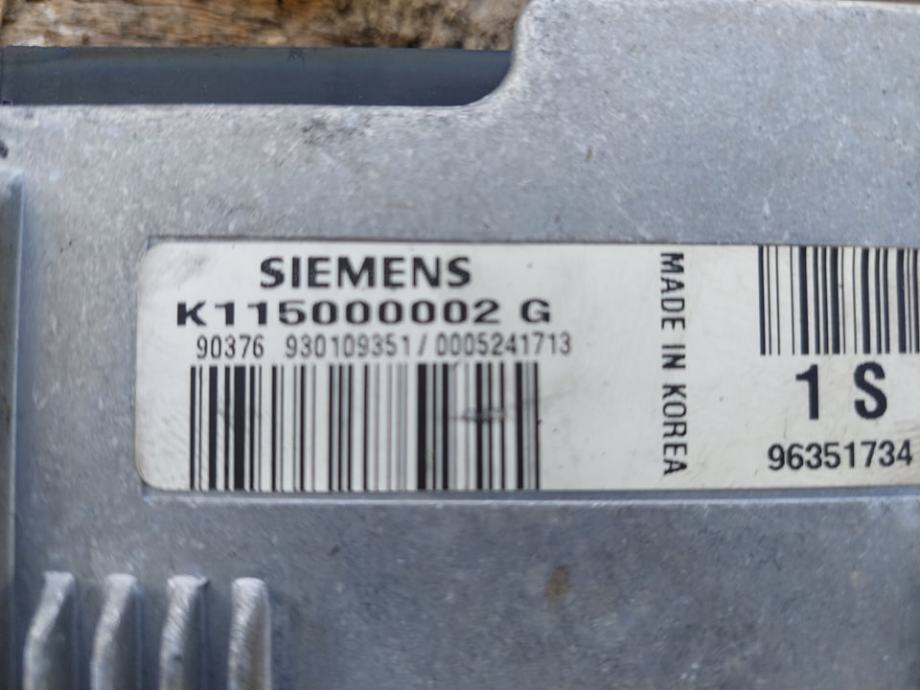 SIEMENS
K115000002 G
90376 930109351/0005241713
MADE IN KOREA
1 S
96351734